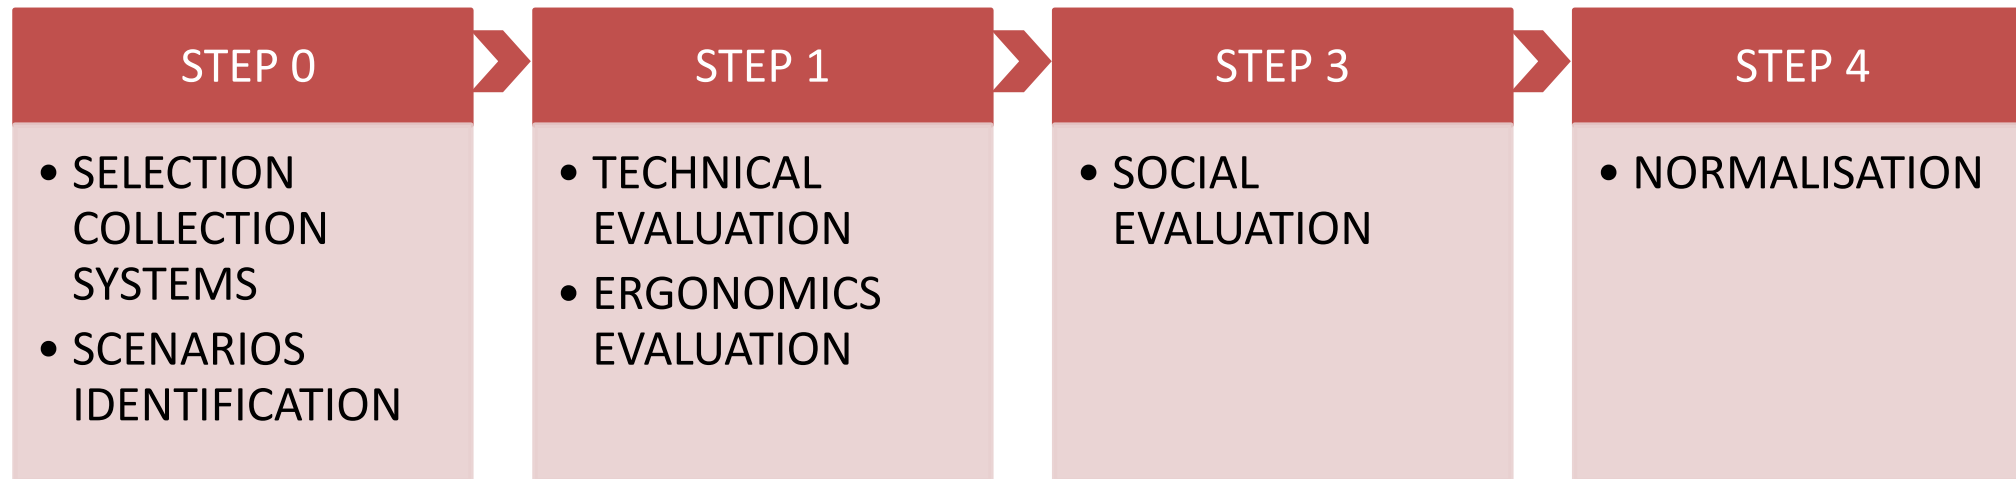 STEP 0
• SELECTION
COLLECTION
SYSTEMS
• SCENARIOS
IDENTIFICATION
STEP 1
• TECHNICAL
EVALUATION
• ERGONOMICS
EVALUATION
STEP 3
• SOCIAL
EVALUATION
STEP 4
• NORMALISATION